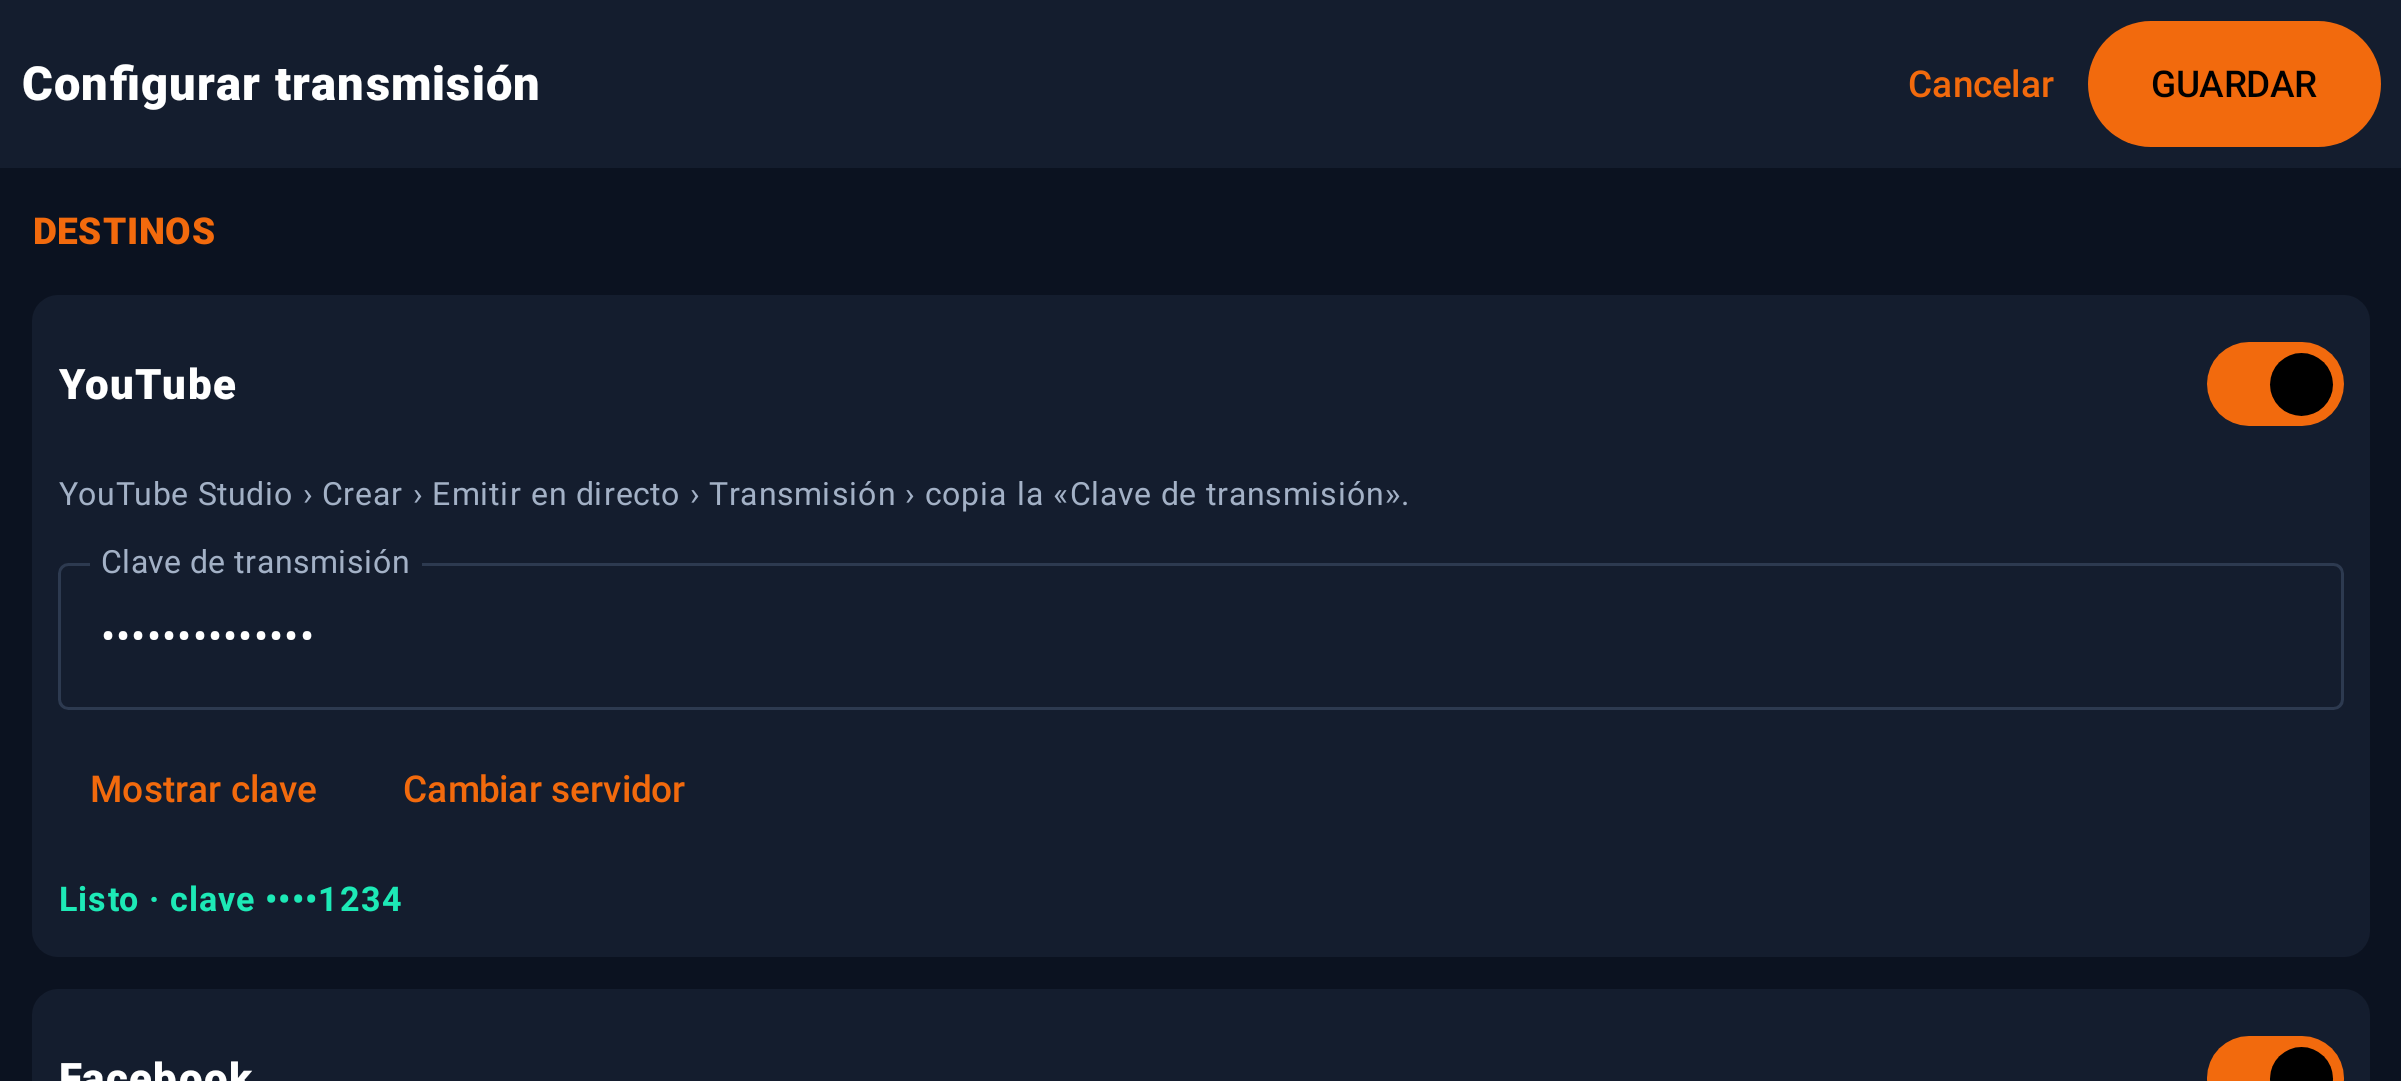 Configurar transmisión
Cancelar
GUARDAR
DESTINOS
YouTube
YouTube Studio › Crear › Emitir en directo › Transmisión › copia la «Clave de transmisión».
Clave de transmisión
••••••••••••••
Mostrar clave
Cambiar servidor
Listo · clave ••••1234
Facebook